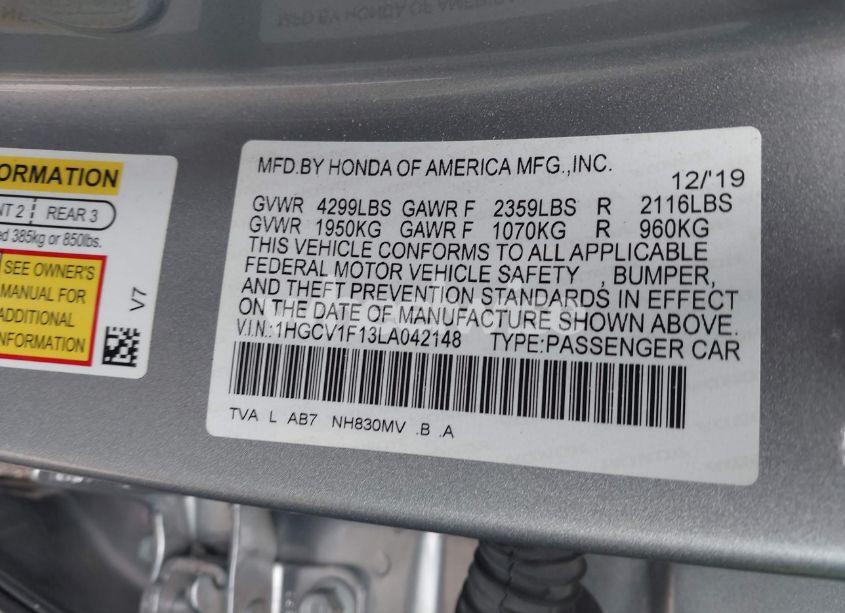 ORMATION
NT 2 REAR 3
ed 385kg or 850lbs.
SEE OWNER'S
MANUAL FOR
ADDITIONAL
INFORMATION
V7
MFD.BY HONDA OF AMERICA MFG.,INC.
12/'19
GVWR 4299LBS GAWR F 2359LBS R 2116LBS
GVWR 1950KG GAWR F 1070KG R 960KG
THIS VEHICLE CONFORMS TO ALL APPLICABLE
FEDERAL MOTOR VEHICLE SAFETY , BUMPER,
AND THEFT PREVENTION STANDARDS IN EFFECT
ON THE DATE OF MANUFACTURE SHOWN ABOVE.
V.I.N.:1HGCV1F13LA042148 TYPE:PASSENGER CAR
TVA L AB7 NH830MV .B .A